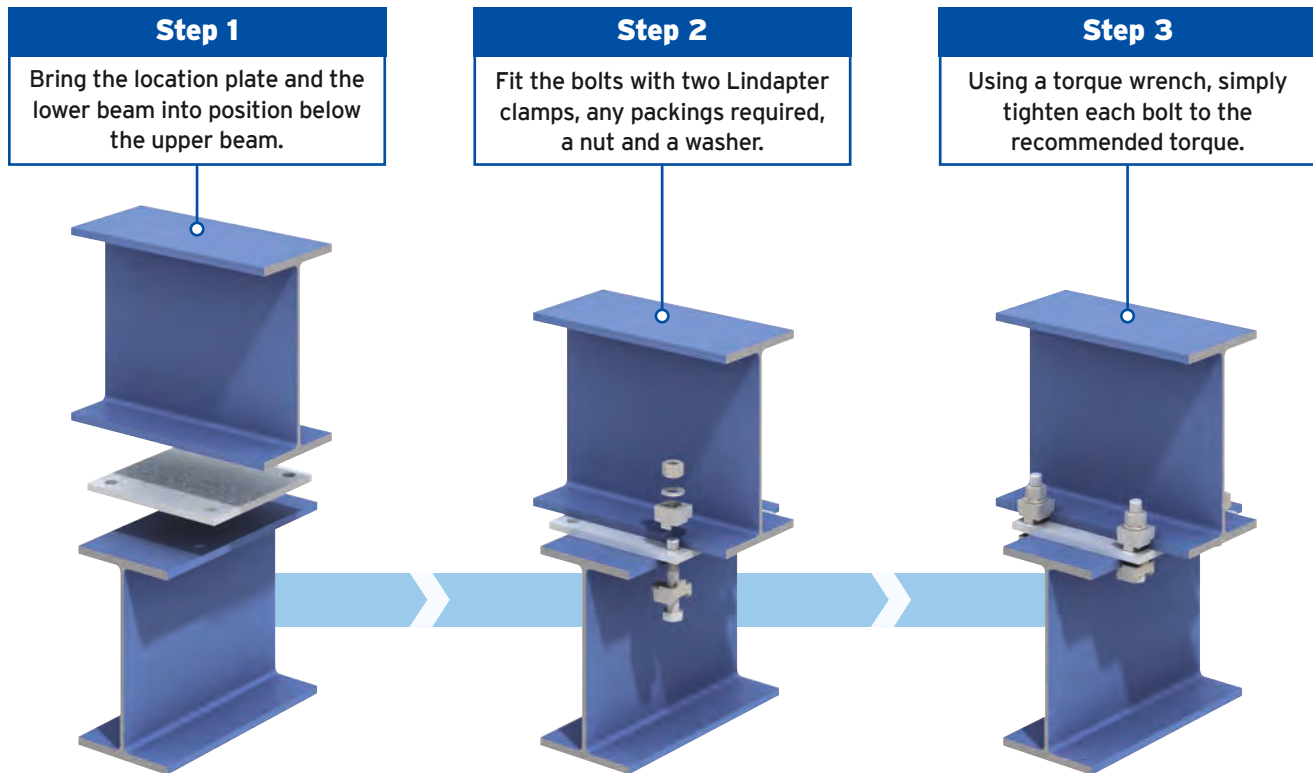 Step 1
Bring the location plate and the
lower beam into position below
the upper beam.
Step 2
Fit the bolts with two Lindapter
clamps, any packings required,
a nut and a washer.
Step 3
Using a torque wrench, simply
tighten each bolt to the
recommended torque.